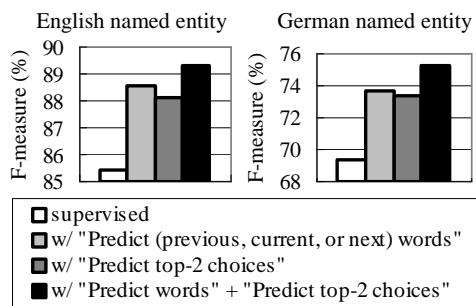 English named entity
German named entity
F-measure (%)
90
89
88
87
86
85
F-measure (%)
76
74
72
70
68
supervised
w/ "Predict (previous, current, or next) words"
w/ "Predict top-2 choices"
w/ "Predict words" + "Predict top-2 choices"